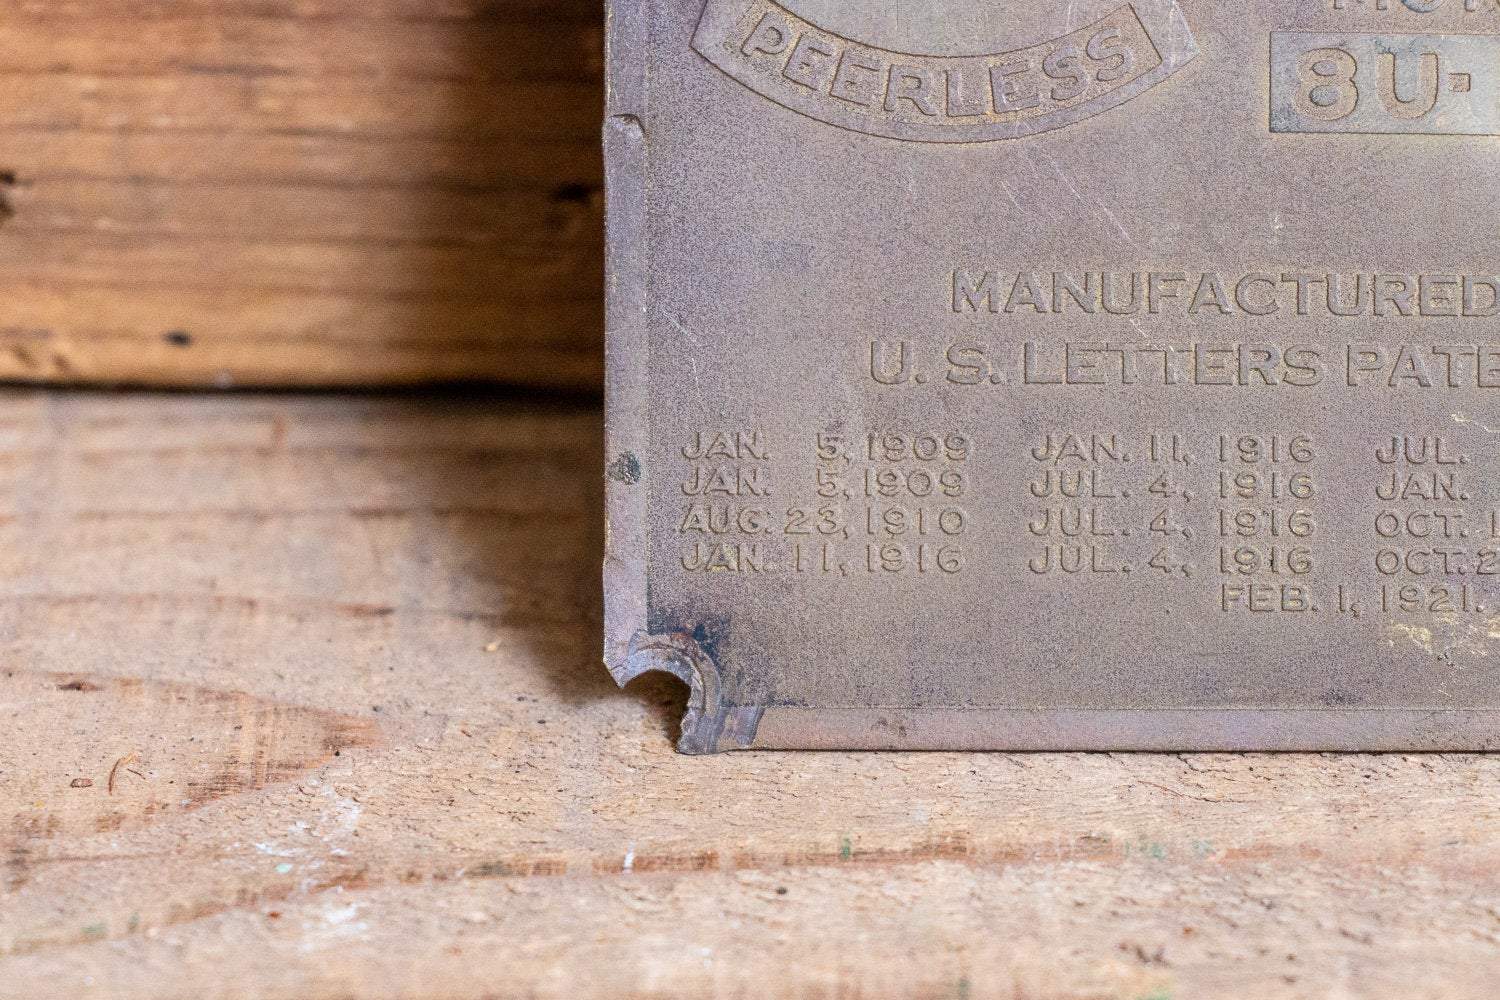 PEERLESS
8U-
MANUFACTURED
U. S. LETTERS
JAN. 5, 1909 JAN. 11, 1916 JUL.
JAN. 5, 1909 JUL. 4, 1916 JAN.
AUG. 23, 1910 JUL. 4, 1916 OCT.
JAN. 11, 1916 JUL. 4, 1916 OCT.
FEB. 1, 1921.